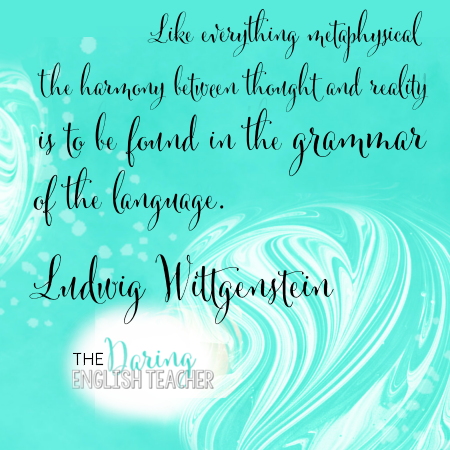 Like everything metaphysical
the harmony between thought and reality
is to be found in the grammar
of the language.
Ludwig Wittgenstein
THE Daring
ENGLISH TEACHER